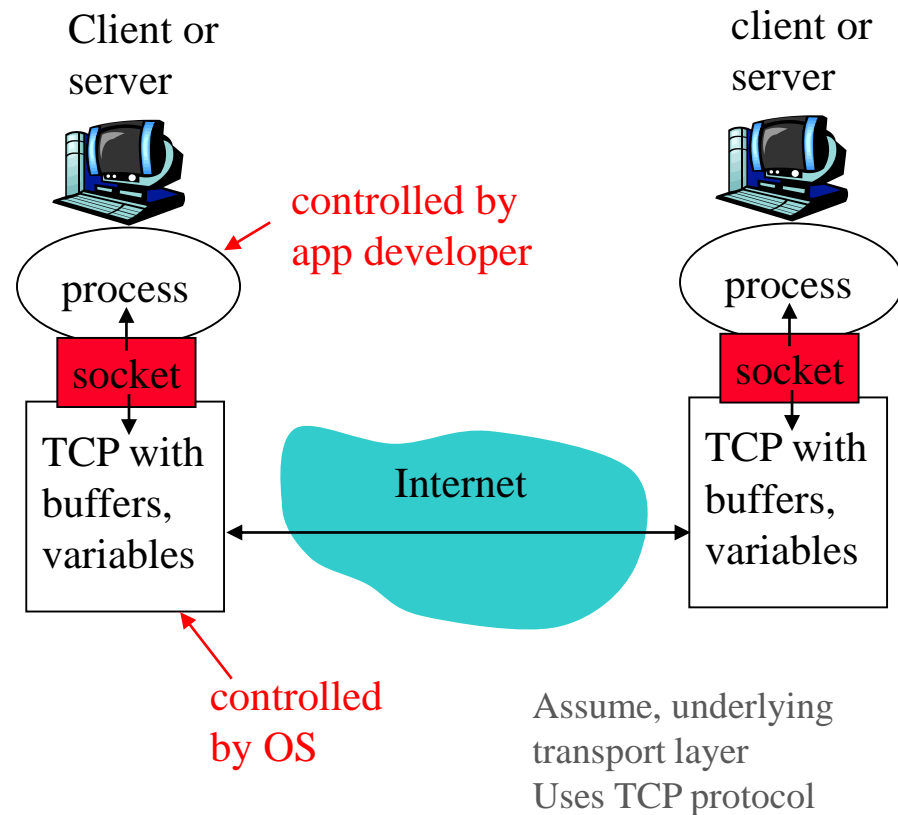 Client or
server
client or
server
controlled by
app developer
process
process
socket
socket
TCP with
buffers,
variables
Internet
TCP with
buffers,
variables
controlled
by OS
Assume, underlying
transport layer
Uses TCP protocol